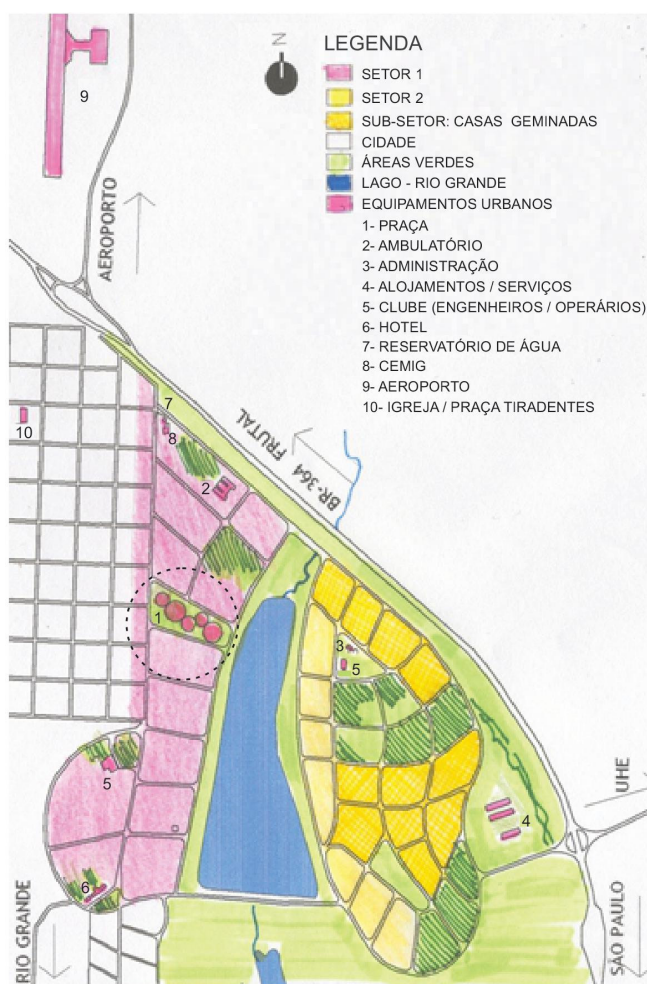 N
LEGENDA
SETOR 1
SETOR 2
SUB-SETOR: CASAS GEMINADAS
CIDADE
ÁREAS VERDES
LAGO - RIO GRANDE
EQUIPAMENTOS URBANOS
1- PRAÇA
2- AMBULATÓRIO
3- ADMINISTRAÇÃO
4- ALOJAMENTOS / SERVIÇOS
5- CLUBE (ENGENHEIROS / OPERÁRIOS)
6- HOTEL
7- RESERVATÓRIO DE ÁGUA
8- CEMIG
9- AEROPORTO
10- IGREJA / PRAÇA TIRADENTES
9
AEROPORTO
7
10
8
BR-364 FRUTAL
2
1
3
5
5
UHE
4
6
RIO GRANDE
SÃO PAULO